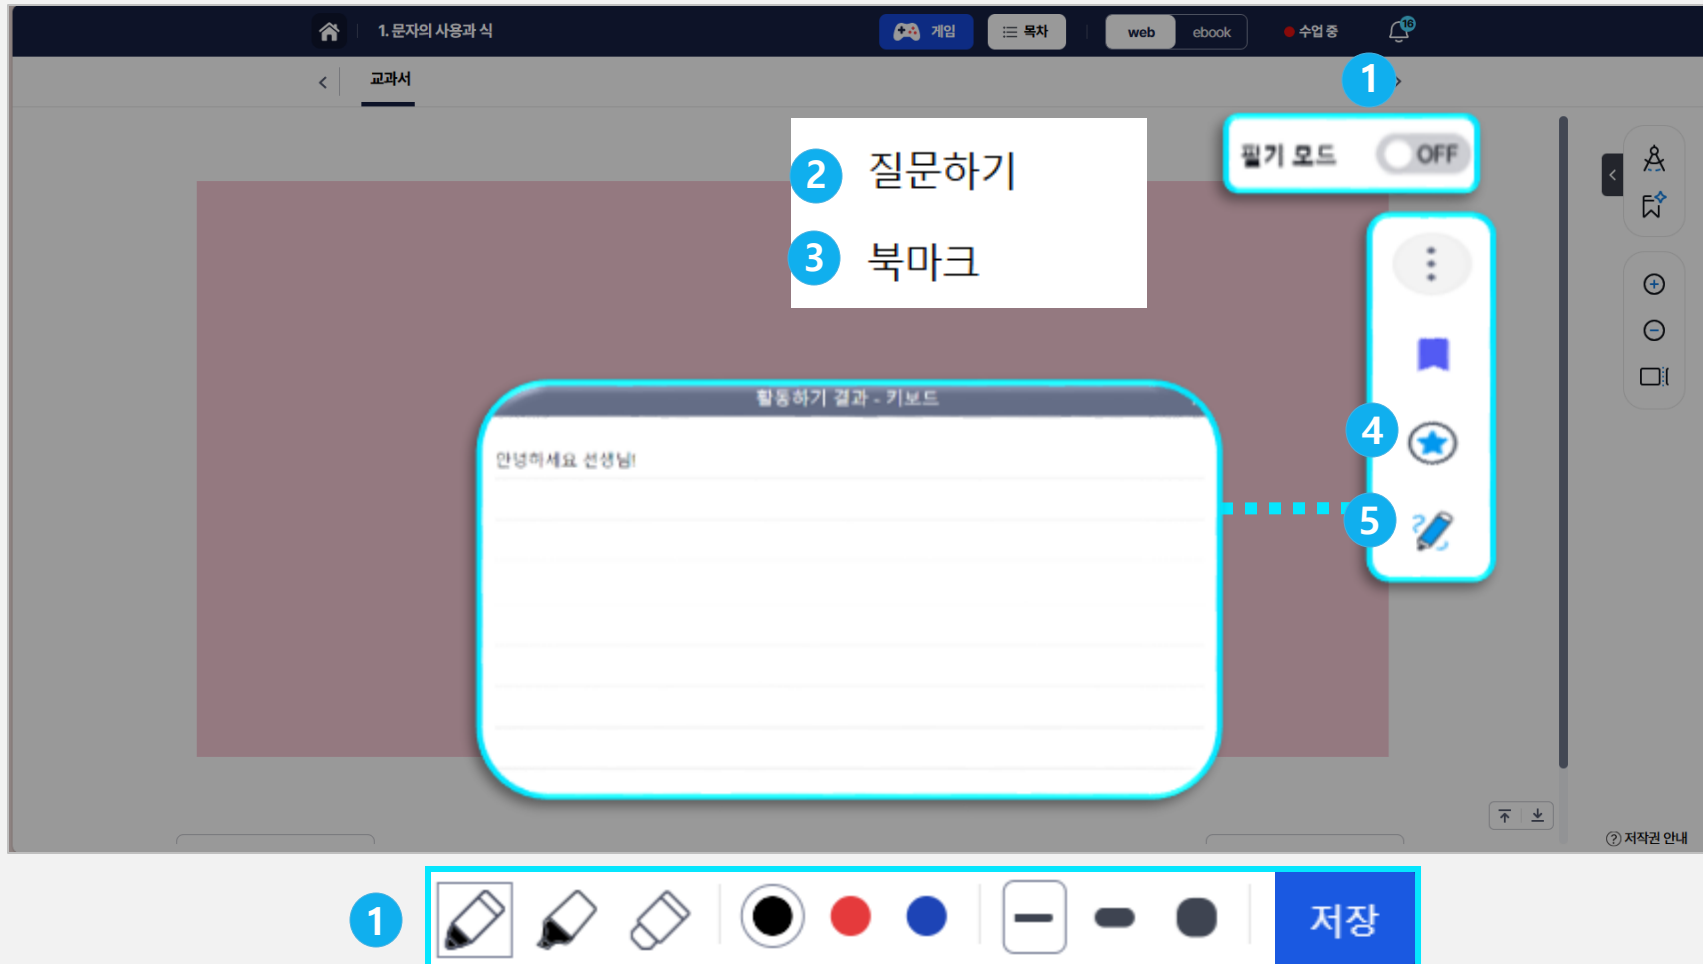 1. 문자의 사용과 식
게임
목차
web
ebook
수업 중
16
교과서
1
필기 모드
OFF
2
질문하기
3
북마크
활동하기 결과 - 키보드
안녕하세요 선생님!
4
5
저작권 안내
1
저장